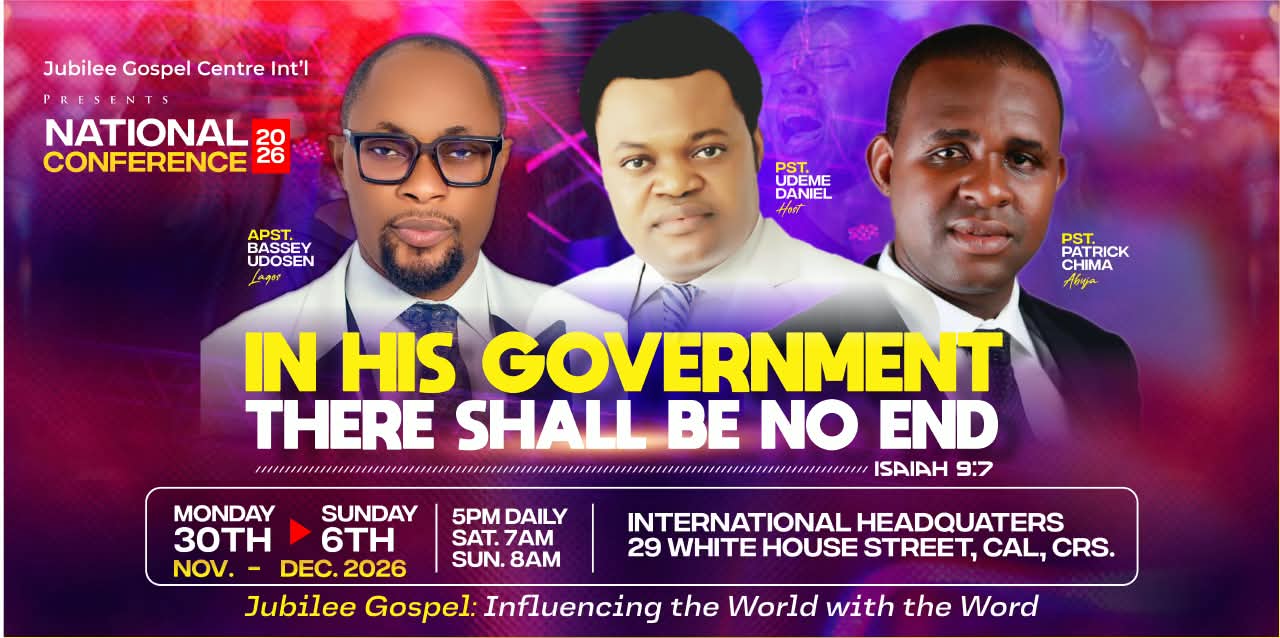 Jubilee Gospel Centre Int'l
PRESENTS
NATIONAL
CONFERENCE
20
26
APST.
BASSEY
UDOSEN
Lagos
PST.
UDEME
DANIEL
Host
PST.
PATRICK
CHIMA
Abuja
IN HIS GOVERNMENT
THERE SHALL BE NO END
ISAIAH 9:7
MONDAY
30TH
NOV. -
SUNDAY
6TH
DEC. 2026
5PM DAILY
SAT. 7AM
SUN. 8AM
INTERNATIONAL HEADQUATERS
29 WHITE HOUSE STREET, CAL, CRS.
Jubilee Gospel: Influencing the World with the Word